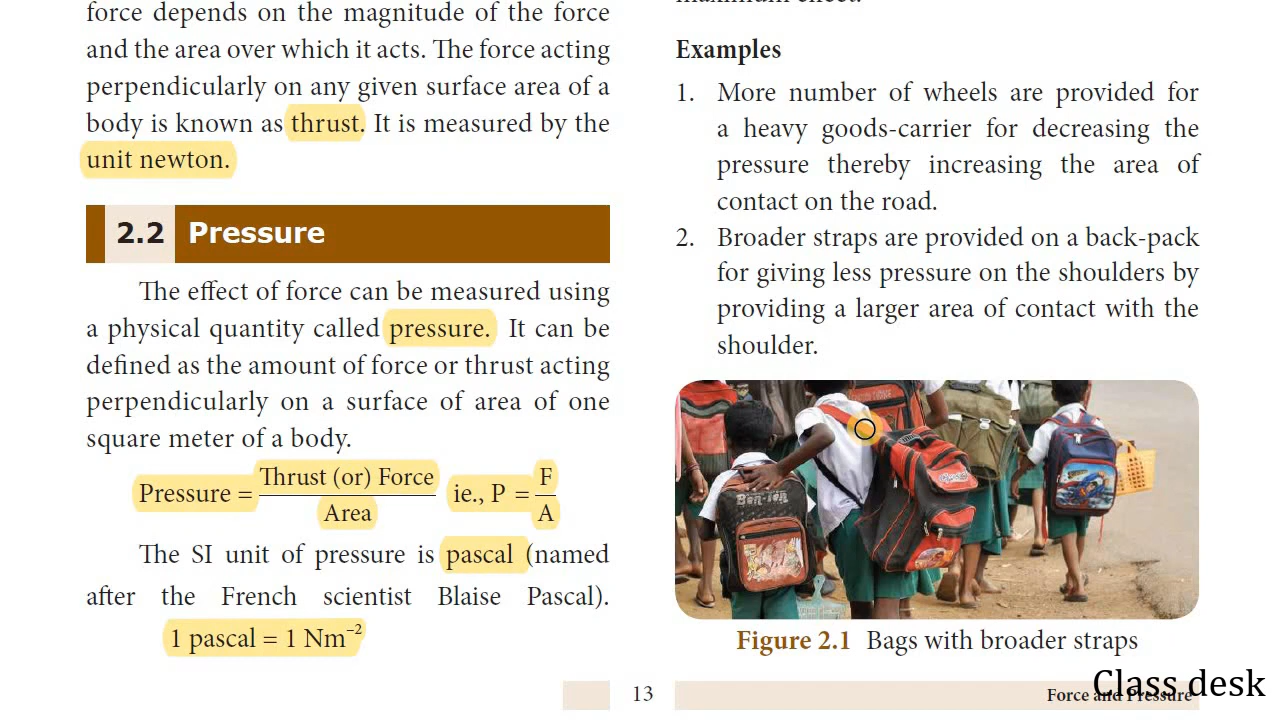 force depends on the magnitude of the force
and the area over which it acts. The force acting
perpendicularly on any given surface area of a
body is known as thrust. It is measured by the
unit newton.
2.2 Pressure
The effect of force can be measured using
a physical quantity called pressure. It can be
defined as the amount of force or thrust acting
perpendicularly on a surface of area of one
square meter of a body.
Pressure = Thrust (or) Force / Area ie., P = F / A
The SI unit of pressure is pascal (named
after the French scientist Blaise Pascal).
1 pascal = 1 Nm⁻²
maximum effect.
Examples
1. More number of wheels are provided for
a heavy goods-carrier for decreasing the
pressure thereby increasing the area of
contact on the road.
2. Broader straps are provided on a back-pack
for giving less pressure on the shoulders by
providing a larger area of contact with the
shoulder.
Bon-Ton
Figure 2.1 Bags with broader straps
13
Force and Pressure
Class desk